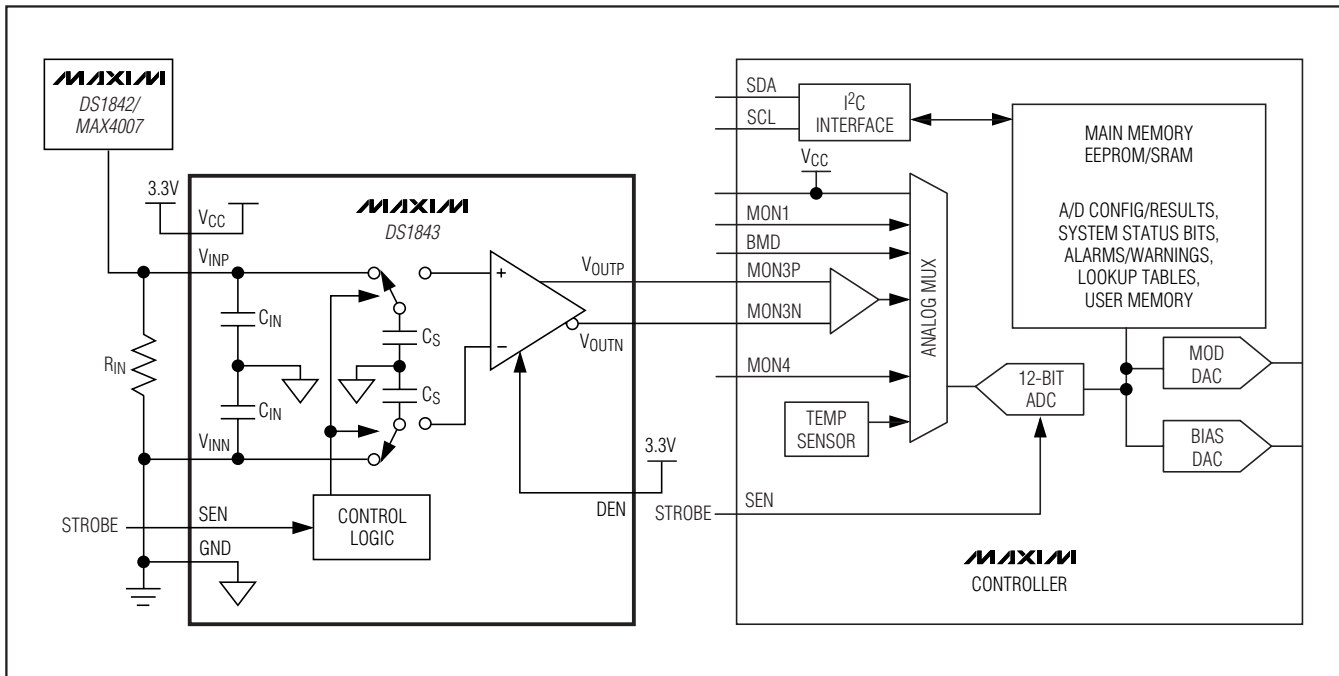 MAXIM
DS1842/
MAX4007
3.3V
VCC
VINP
CIN
RIN
CIN
VINN
STROBE
SEN
GND
MAXIM
DS1843
CS
CS
+
−
CONTROL
LOGIC
VOUTP
VOUTN
3.3V
DEN
SDA
SCL
I2C
INTERFACE
VCC
MON1
BMD
MON3P
MON3N
MON4
ANALOG MUX
TEMP
SENSOR
STROBE
SEN
MAIN MEMORY
EEPROM/SRAM
A/D CONFIG/RESULTS,
SYSTEM STATUS BITS,
ALARMS/WARNINGS,
LOOKUP TABLES,
USER MEMORY
12-BIT
ADC
MOD
DAC
BIAS
DAC
MAXIM
CONTROLLER